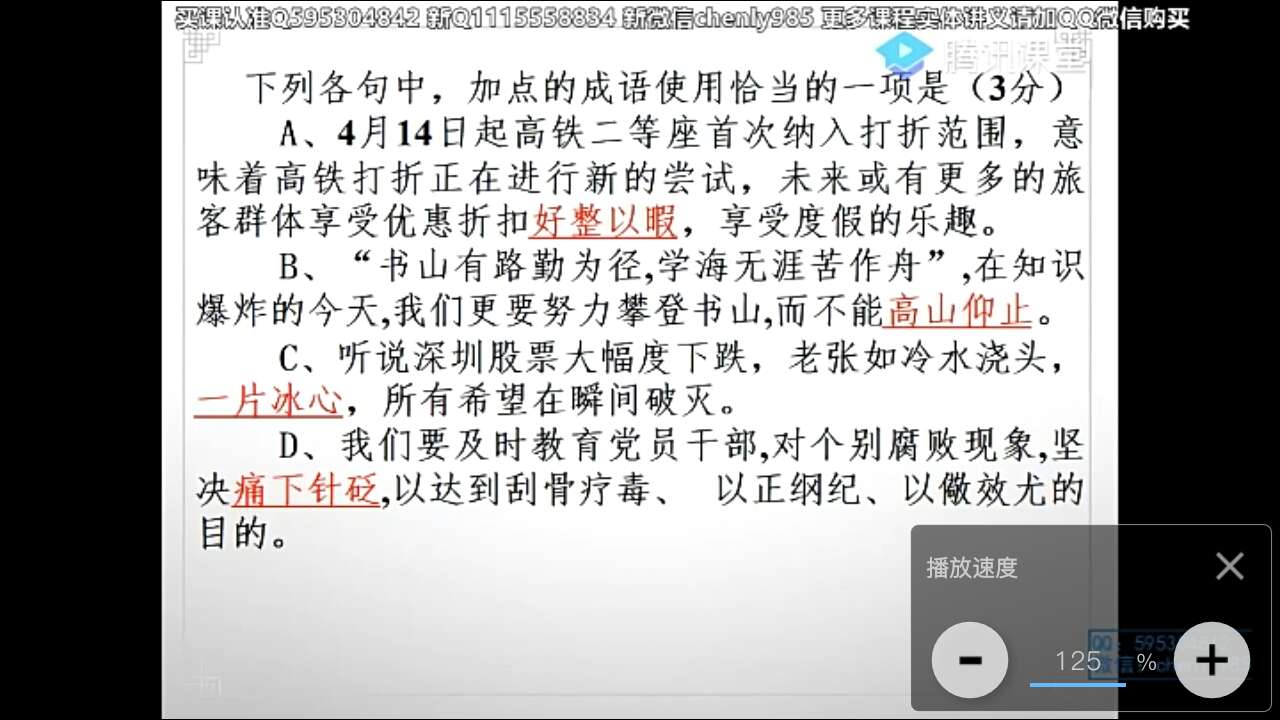 买课认准Q595304842 新Q1115558834 新微信chenly985 更多课程实体讲义请加QQ微信购买
腾讯课堂
下列各句中，加点的成语使用恰当的一项是（3分）
A、4月14日起高铁二等座首次纳入打折范围，意
味着高铁打折正在进行新的尝试，未来或有更多的旅
客群体享受优惠折扣好整以暇，享受度假的乐趣。
B、“书山有路勤为径,学海无涯苦作舟”,在知识
爆炸的今天,我们更要努力攀登书山,而不能高山仰止。
C、听说深圳股票大幅度下跌，老张如冷水浇头，
一片冰心，所有希望在瞬间破灭。
D、我们要及时教育党员干部,对个别腐败现象,坚
决痛下针砭,以达到刮骨疗毒、 以正纲纪、以儆效尤的
目的。
播放速度
- 125 % +